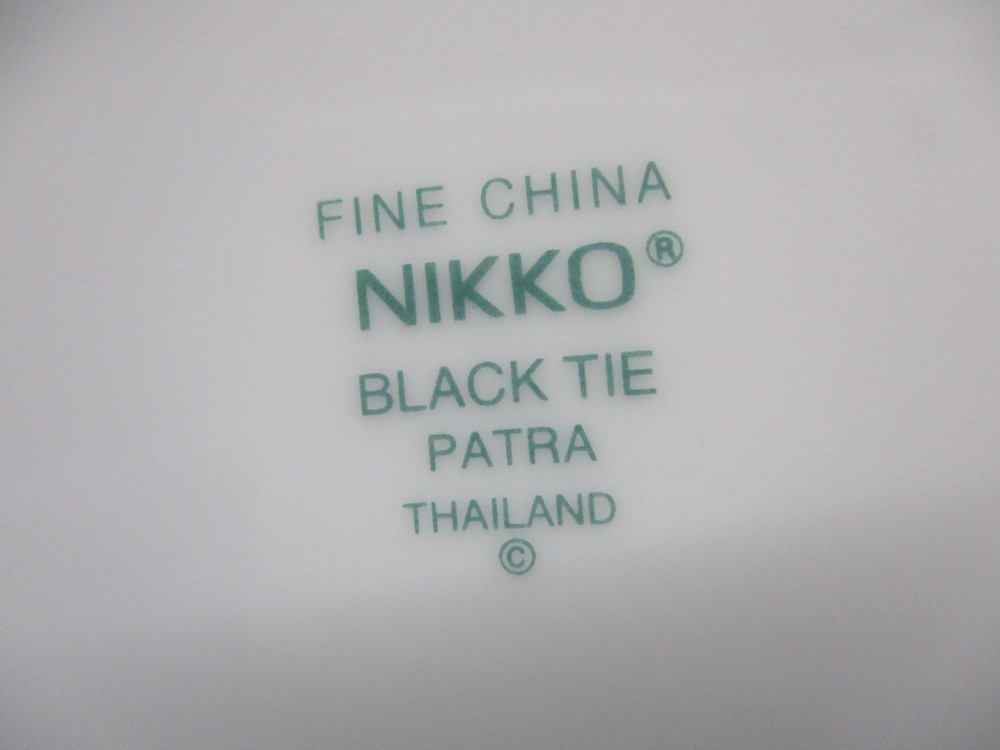 FINE CHINA
NIKKO®
BLACK TIE
PATRA
THAILAND
©